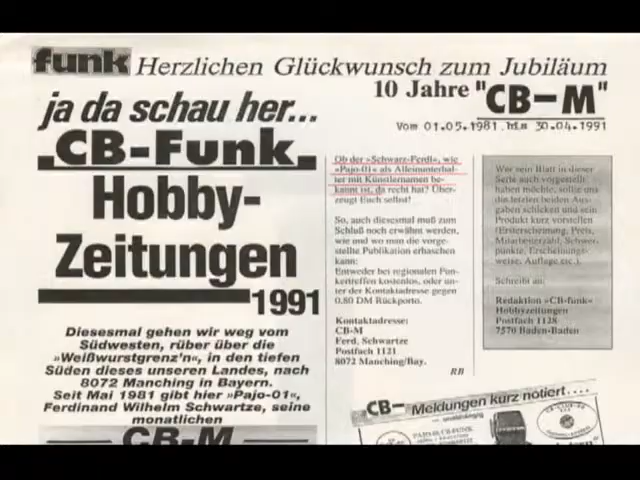 funk Herzlichen Glückwunsch zum Jubiläum
10 Jahre "CB-M"
Vom 01.05.1981 bis 30.04.1991
ja da schau her...
„CB-Funk„
Hobby-
Zeitungen
1991
Diesesmal gehen wir weg vom
Südwesten, rüber über die
»Weißwurstgrenz'n«, in den tiefen
Süden dieses unseren Landes, nach
8072 Manching in Bayern.
Seit Mai 1981 gibt hier »Pajo-01«,
Ferdinand Wilhelm Schwartze, seine
monatlichen
CB-M
Ob der »Schwarz-Ferdi«, wie
»Pajo-01« als Alleinunterhal-
ter mit Künstlernamen be-
kannt ist, da recht hat? Über-
zeugt Euch selbst!
So, auch diesesmal muß zum
Schluß noch erwähnt werden,
wie und wo man die vorge-
stellte Publikation erhaschen
kann:
Entweder bei regionalen Fun-
kertreffen kostenlos, oder un-
ter der Kontaktadresse gegen
0.80 DM Rückporto.
Kontaktadresse:
CB-M
Ferd. Schwartze
Postfach 1121
8072 Manching/Bay.
RB
Wer sein Blatt in dieser
Serie auch vorgestellt
haben möchte, sollte uns
die letzten beiden Aus-
gaben schicken und sein
Produkt kurz vorstellen
(Ersterscheinung, Preis,
Mitarbeiterzahl, Schwer-
punkte, Erscheinungs-
weise, Auflage etc.).
Schreibt an:
Redaktion »CB-funk«
Hobbyzeitungen
Postfach 1128
7570 Baden-Baden
CB- Meldungen kurz notiert....